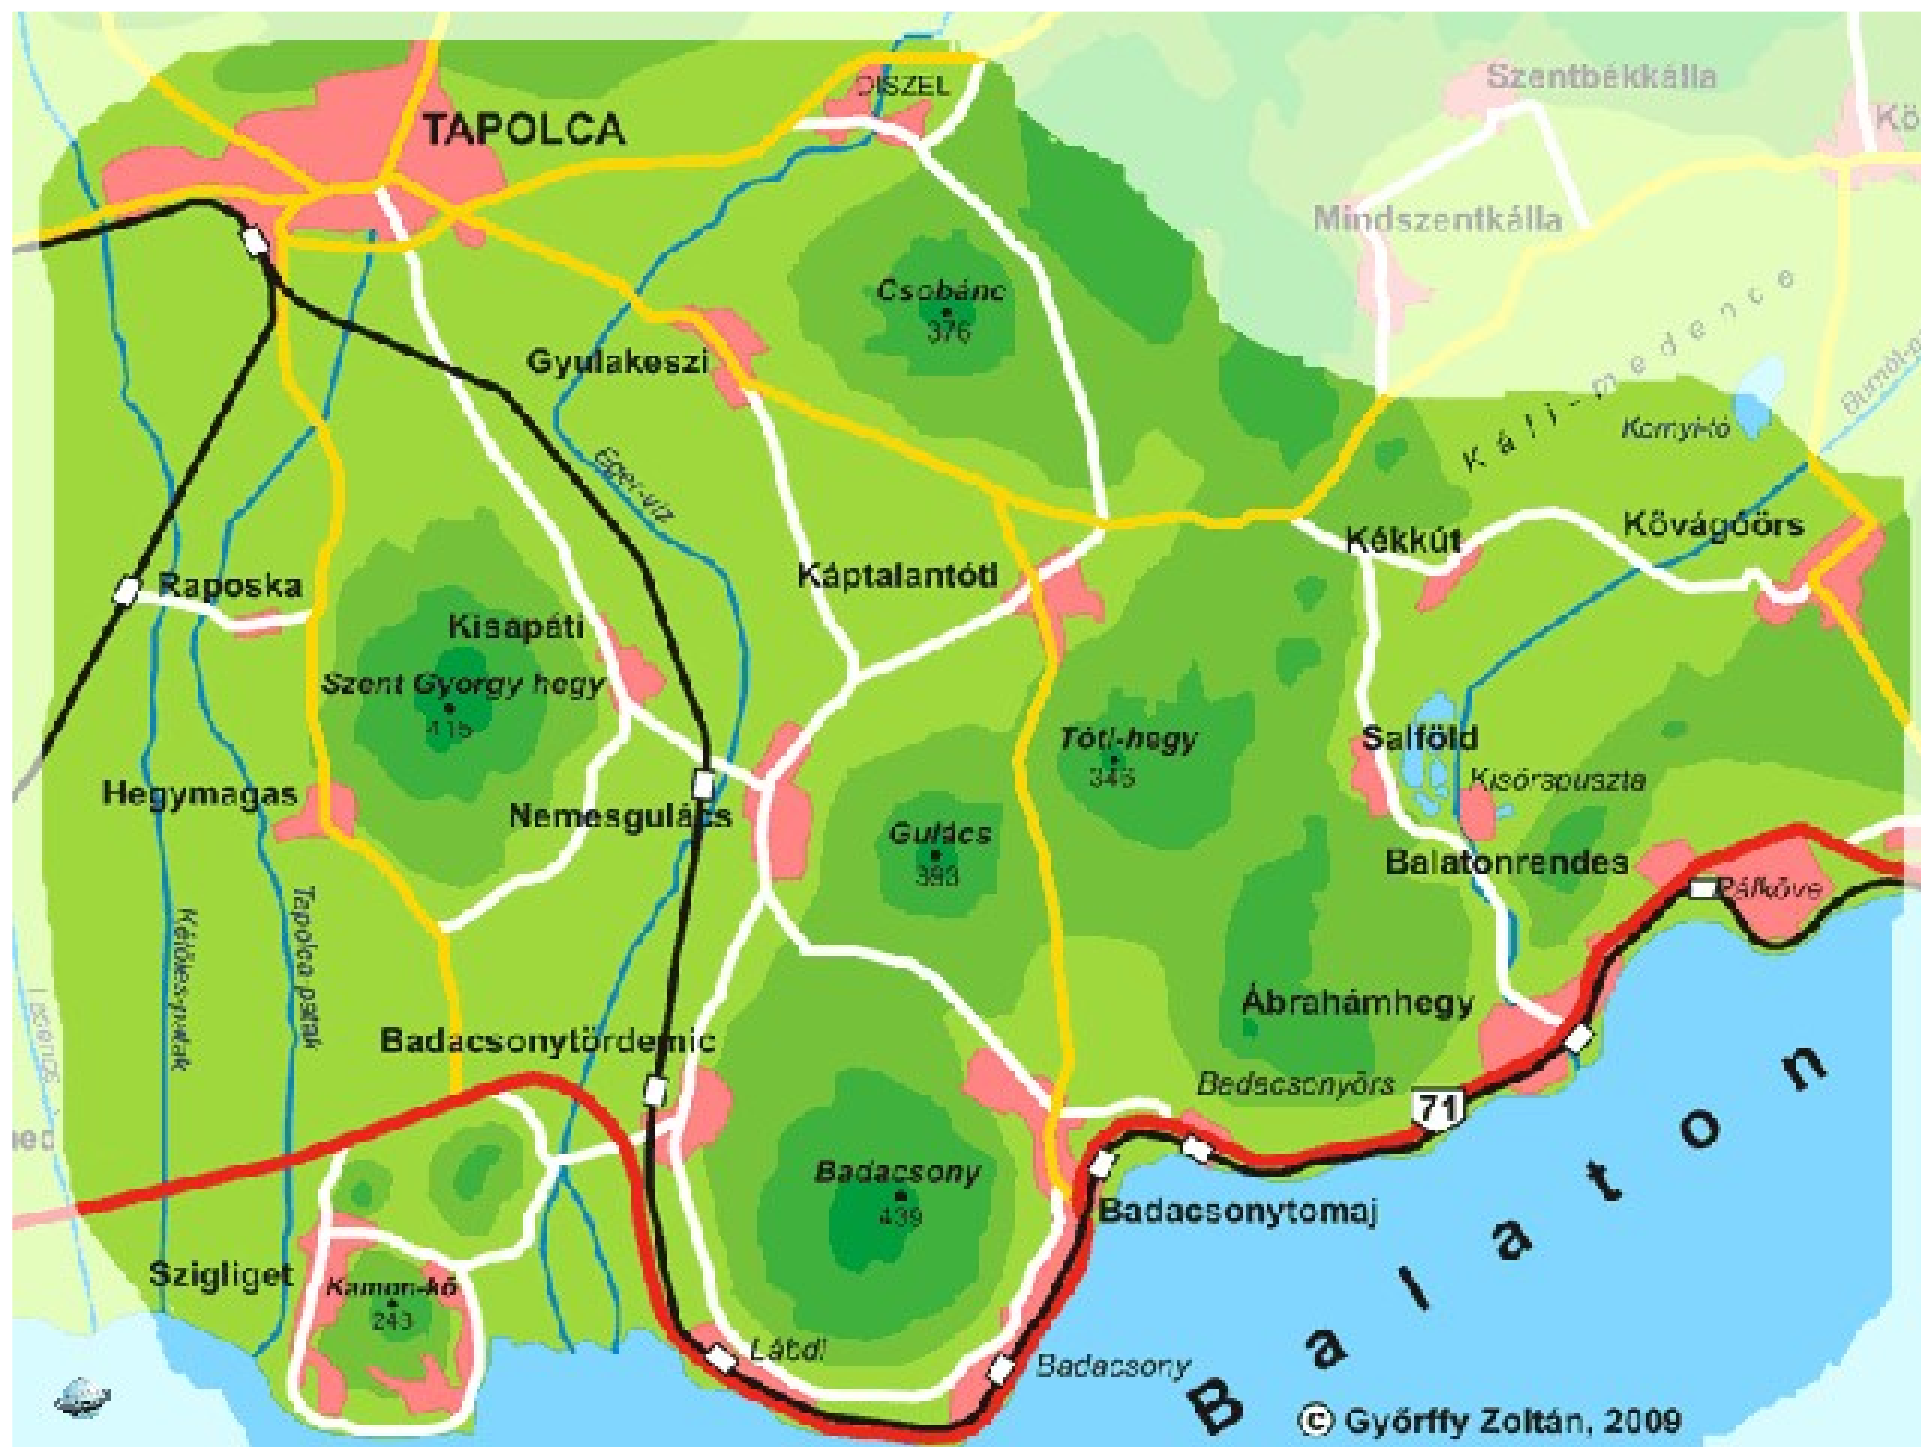 Szentbékkálla
DISZEL
Kö
TAPOLCA
Mindszentkálla
Csobánc
376
Káli-medence
Gyulakeszi
Kornyi-tó
Eger-víz
Kővágóörs
Kékkút
Káptalantóti
Raposka
Kisapáti
Szent Gyorgy hegy
415
Tóti-hegy
346
Salföld
Kisörspuszta
Hegymagas
Nemesgulács
Gulács
393
Balatonrendes
Pálköve
Tapolca patak
Ábrahámhegy
Badacsonytördemic
Badacsonyörs
71
Badacsony
439
Badacsonytomaj
Szigliget
Kamon-kő
243
Lábdi
Badacsony
Balaton
© Győrffy Zoltán, 2009